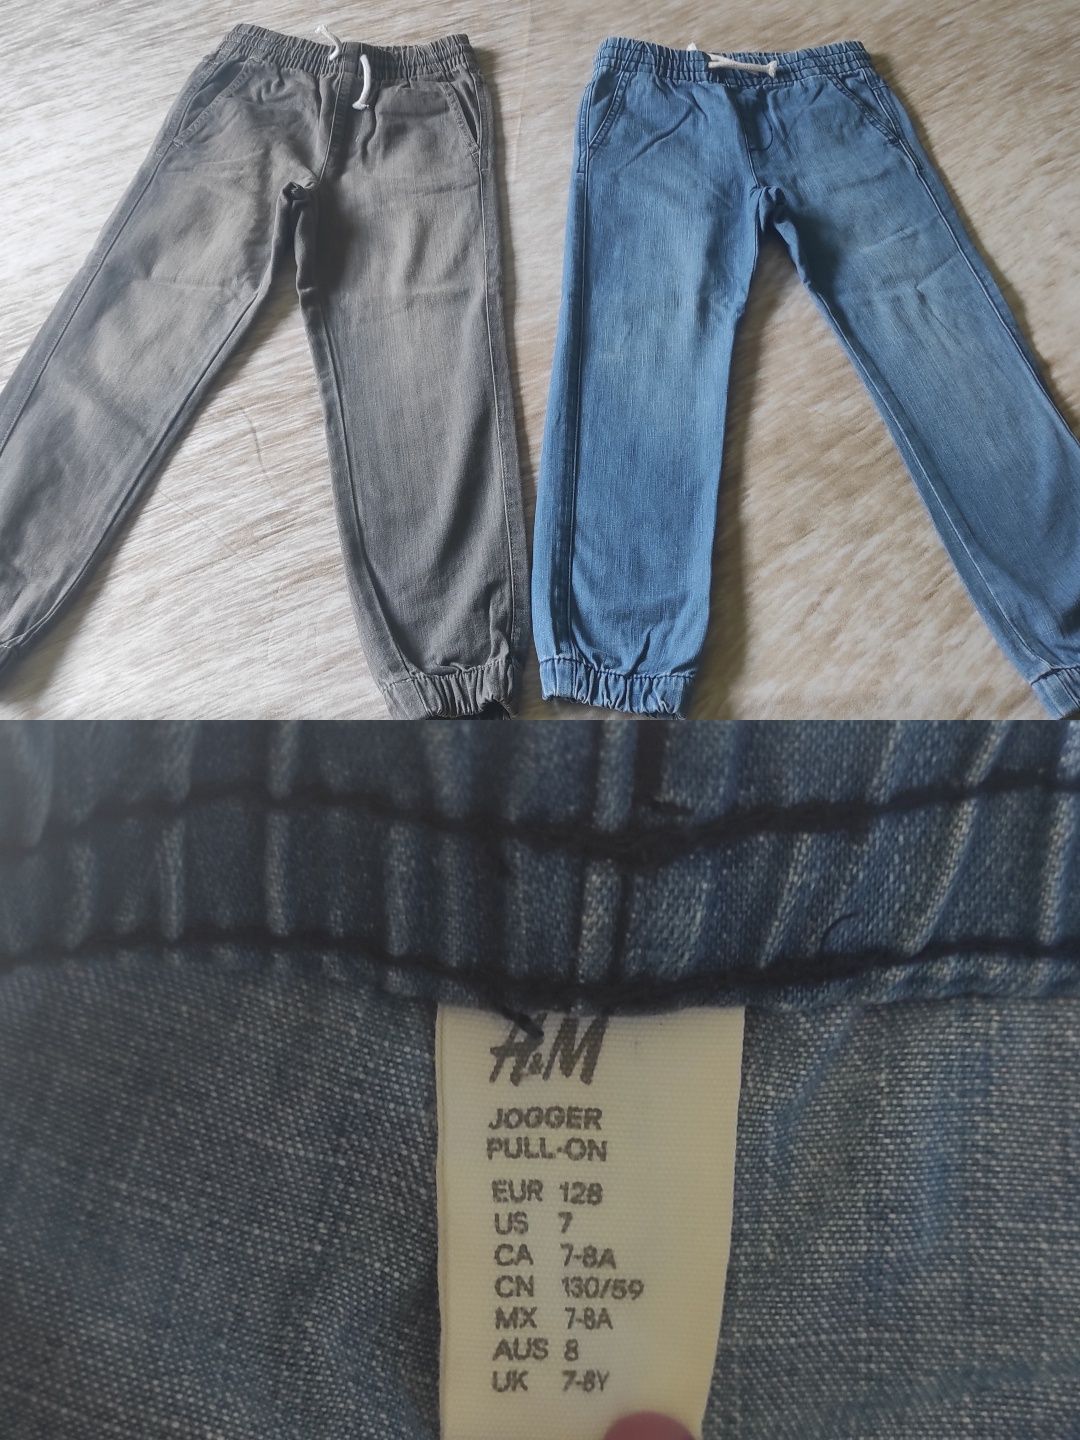 H&M
JOGGER
PULL-ON
EUR 128
US 7
CA 7-8A
CN 130/59
MX 7-8A
AUS 8
UK 7-8Y